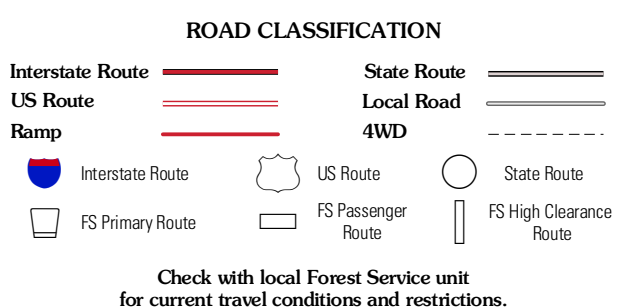 ROAD CLASSIFICATION
Interstate Route
State Route
US Route
Local Road
Ramp
4WD
Interstate Route
US Route
State Route
FS Primary Route
FS Passenger
Route
FS High Clearance
Route
Check with local Forest Service unit
for current travel conditions and restrictions.